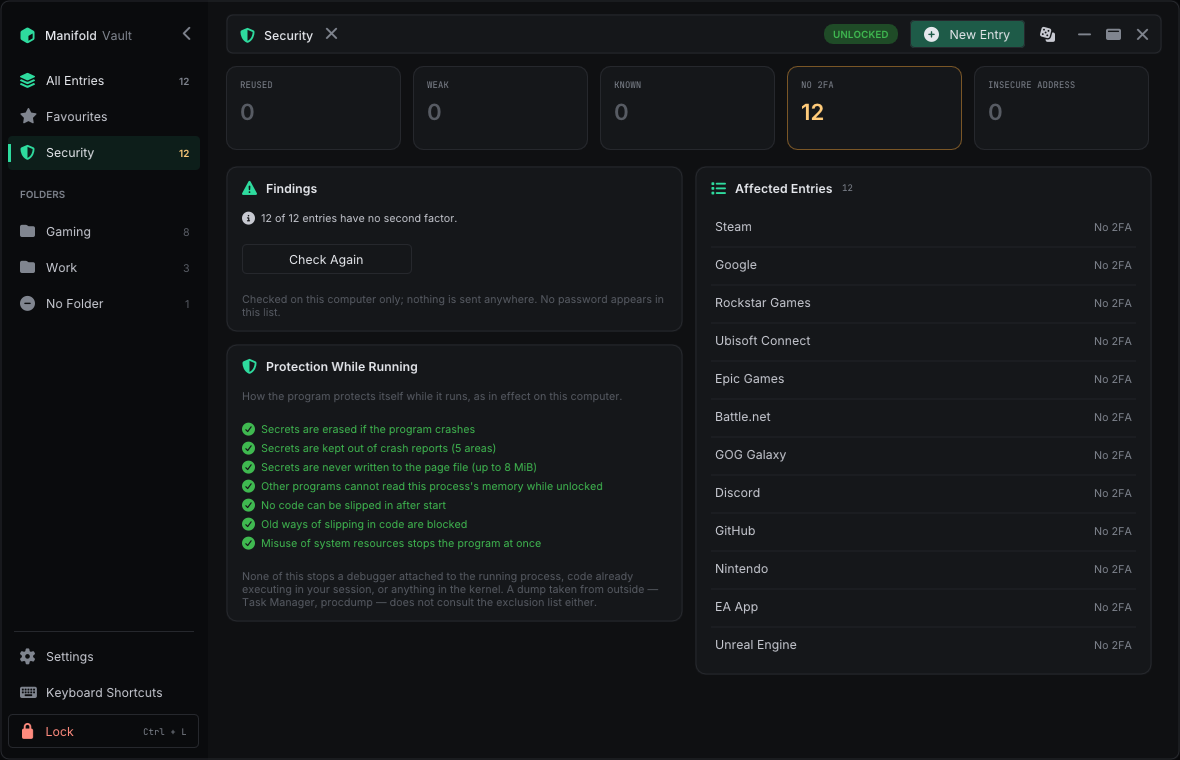 Manifold Vault
All Entries 12
Favourites
Security 12
FOLDERS
Gaming 8
Work 3
No Folder 1
Settings
Keyboard Shortcuts
Lock Ctrl + L
Security
UNLOCKED
New Entry
REUSED
0
WEAK
0
KNOWN
0
NO 2FA
12
INSECURE ADDRESS
0
Findings
12 of 12 entries have no second factor.
Check Again
Checked on this computer only; nothing is sent anywhere. No password appears in
this list.
Protection While Running
How the program protects itself while it runs, as in effect on this computer.
Secrets are erased if the program crashes
Secrets are kept out of crash reports (5 areas)
Secrets are never written to the page file (up to 8 MiB)
Other programs cannot read this process's memory while unlocked
No code can be slipped in after start
Old ways of slipping in code are blocked
Misuse of system resources stops the program at once
None of this stops a debugger attached to the running process, code already
executing in your session, or anything in the kernel. A dump taken from outside —
Task Manager, procdump — does not consult the exclusion list either.
Affected Entries 12
Steam No 2FA
Google No 2FA
Rockstar Games No 2FA
Ubisoft Connect No 2FA
Epic Games No 2FA
Battle.net No 2FA
GOG Galaxy No 2FA
Discord No 2FA
GitHub No 2FA
Nintendo No 2FA
EA App No 2FA
Unreal Engine No 2FA